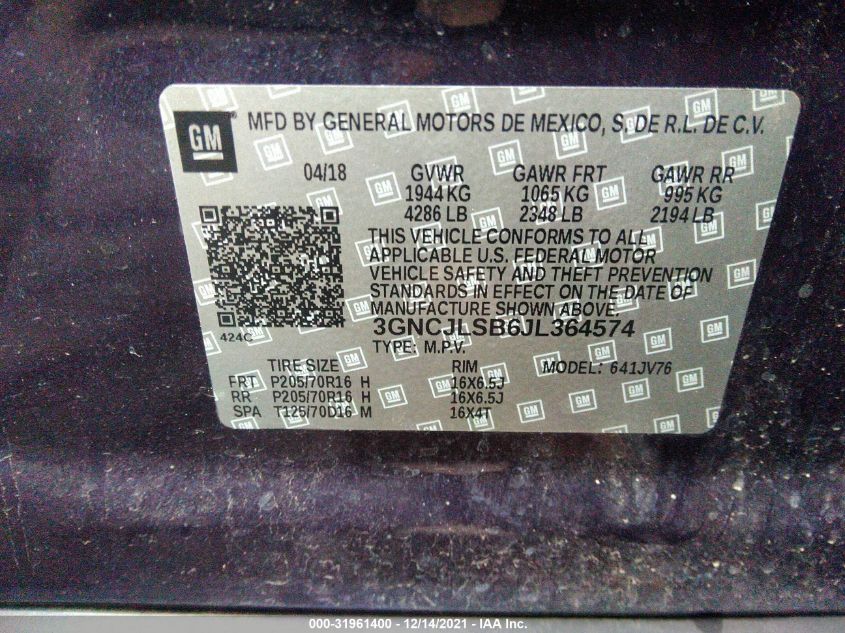 GM
MFD BY GENERAL MOTORS DE MEXICO, S. DE R.L. DE C.V.
04/18 GVWR GAWR FRT GAWR RR
1944 KG 1065 KG 995 KG
4286 LB 2348 LB 2194 LB
THIS VEHICLE CONFORMS TO ALL
APPLICABLE U.S. FEDERAL MOTOR
VEHICLE SAFETY AND THEFT PREVENTION
STANDARDS IN EFFECT ON THE DATE OF
MANUFACTURE SHOWN ABOVE.
424C
3GNCJLSB6JL364574
TYPE: M.P.V.
TIRE SIZE RIM MODEL: 641JV76
FRT P205/70R16 H 16X6.5J
RR P205/70R16 H 16X6.5J
SPA T125/70D16 M 16X4T
000-31961400 - 12/14/2021 - IAA Inc.